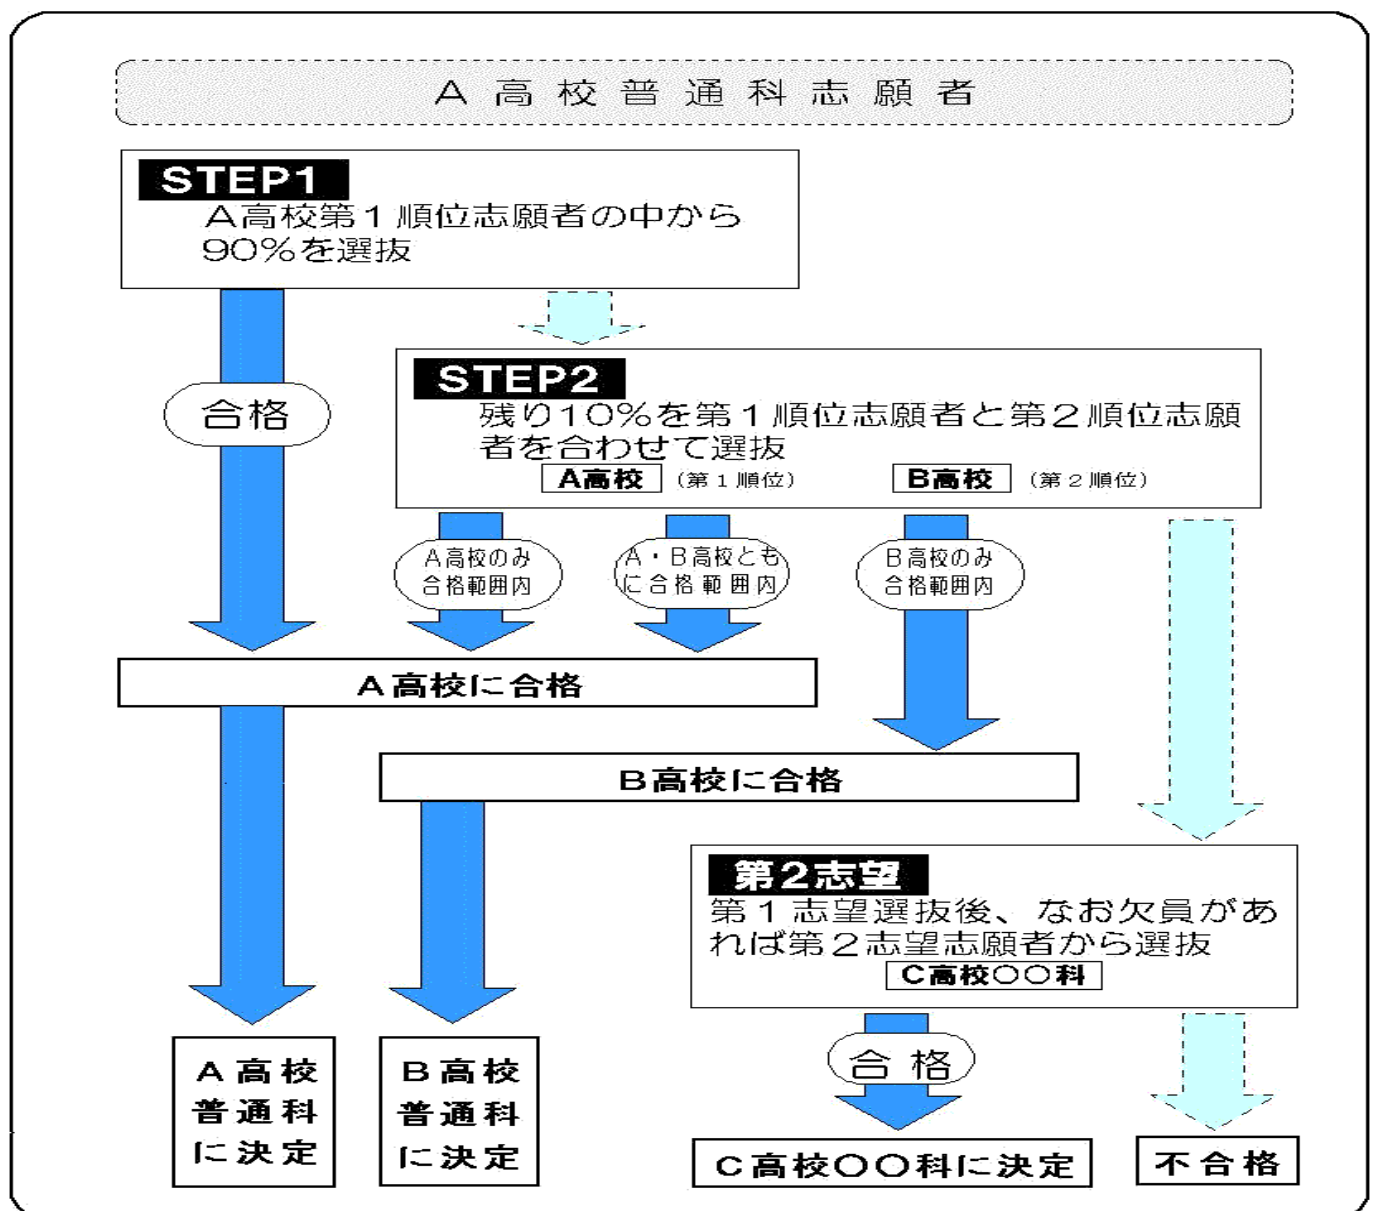 A高校普通科志願者
STEP1
A高校第1順位志願者の中から
90%を選抜
STEP2
残り10%を第1順位志願者と第2順位志願
者を合わせて選抜
A高校 (第1順位) B高校 (第2順位)
合格
A高校のみ
合格範囲内
A・B高校とも
に合格範囲内
B高校のみ
合格範囲内
A高校に合格
B高校に合格
第2志望
第1志望選抜後、なお欠員があ
れば第2志望志願者から選抜
C高校○○科
合格
A高校
普通科
に決定
B高校
普通科
に決定
C高校○○科に決定
不合格